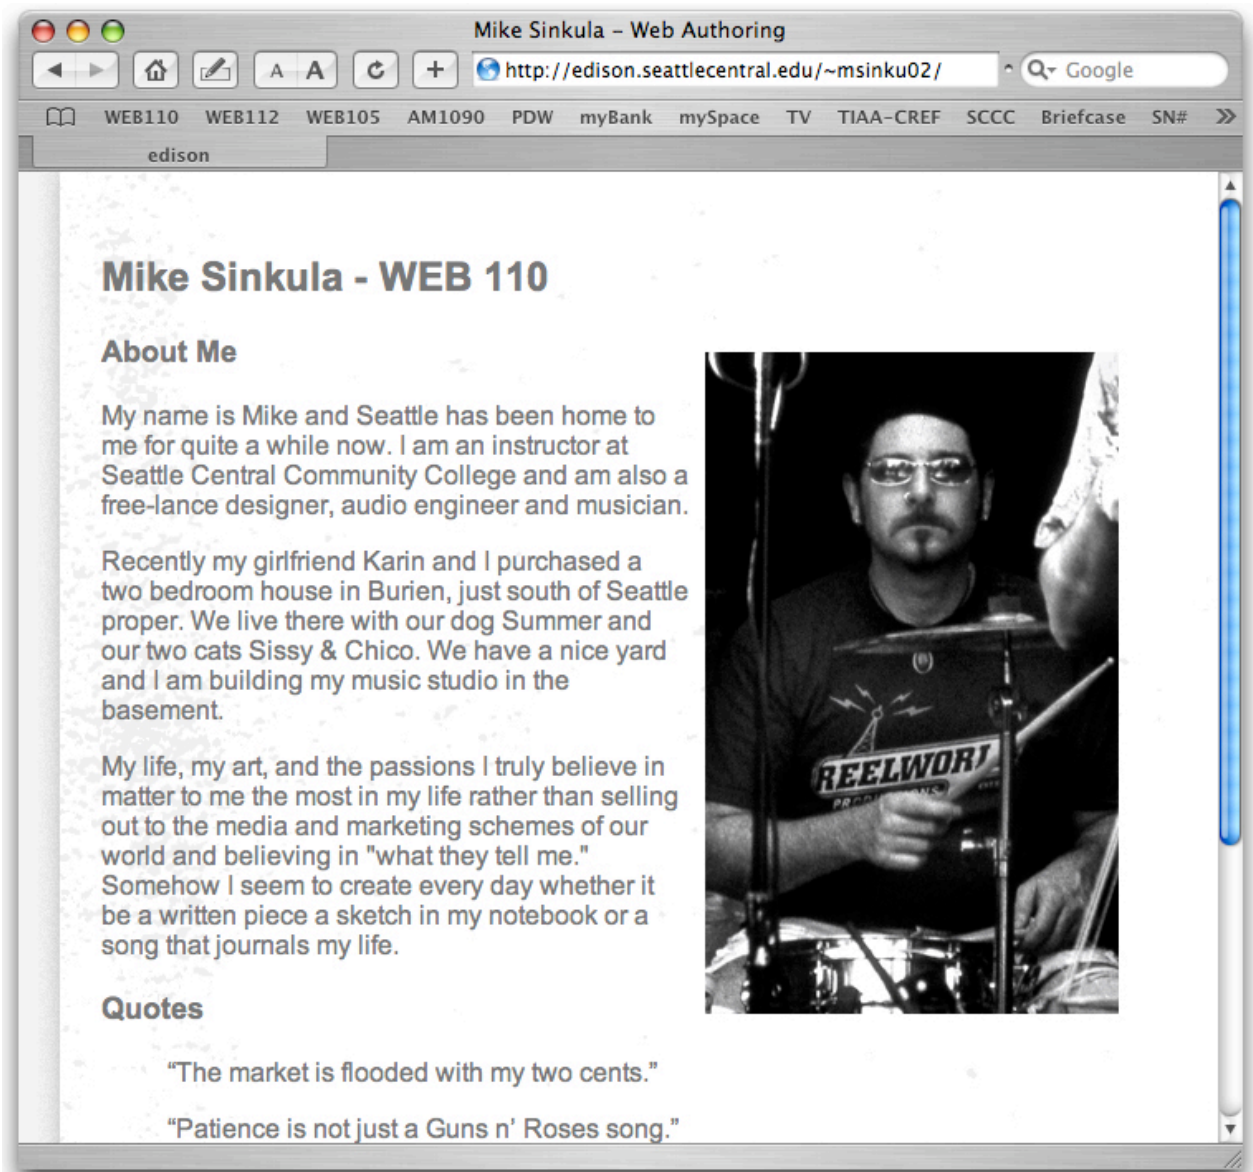 Mike Sinkula – Web Authoring
A A
http://edison.seattlecentral.edu/~msinku02/
Google
WEB110 WEB112 WEB105 AM1090 PDW myBank mySpace TV TIAA-CREF SCCC Briefcase SN#
edison
Mike Sinkula - WEB 110
About Me
My name is Mike and Seattle has been home to
me for quite a while now. I am an instructor at
Seattle Central Community College and am also a
free-lance designer, audio engineer and musician.
Recently my girlfriend Karin and I purchased a
two bedroom house in Burien, just south of Seattle
proper. We live there with our dog Summer and
our two cats Sissy & Chico. We have a nice yard
and I am building my music studio in the
basement.
My life, my art, and the passions I truly believe in
matter to me the most in my life rather than selling
out to the media and marketing schemes of our
world and believing in "what they tell me."
Somehow I seem to create every day whether it
be a written piece a sketch in my notebook or a
song that journals my life.
REELWOR
Quotes
“The market is flooded with my two cents.”
“Patience is not just a Guns n’ Roses song.”